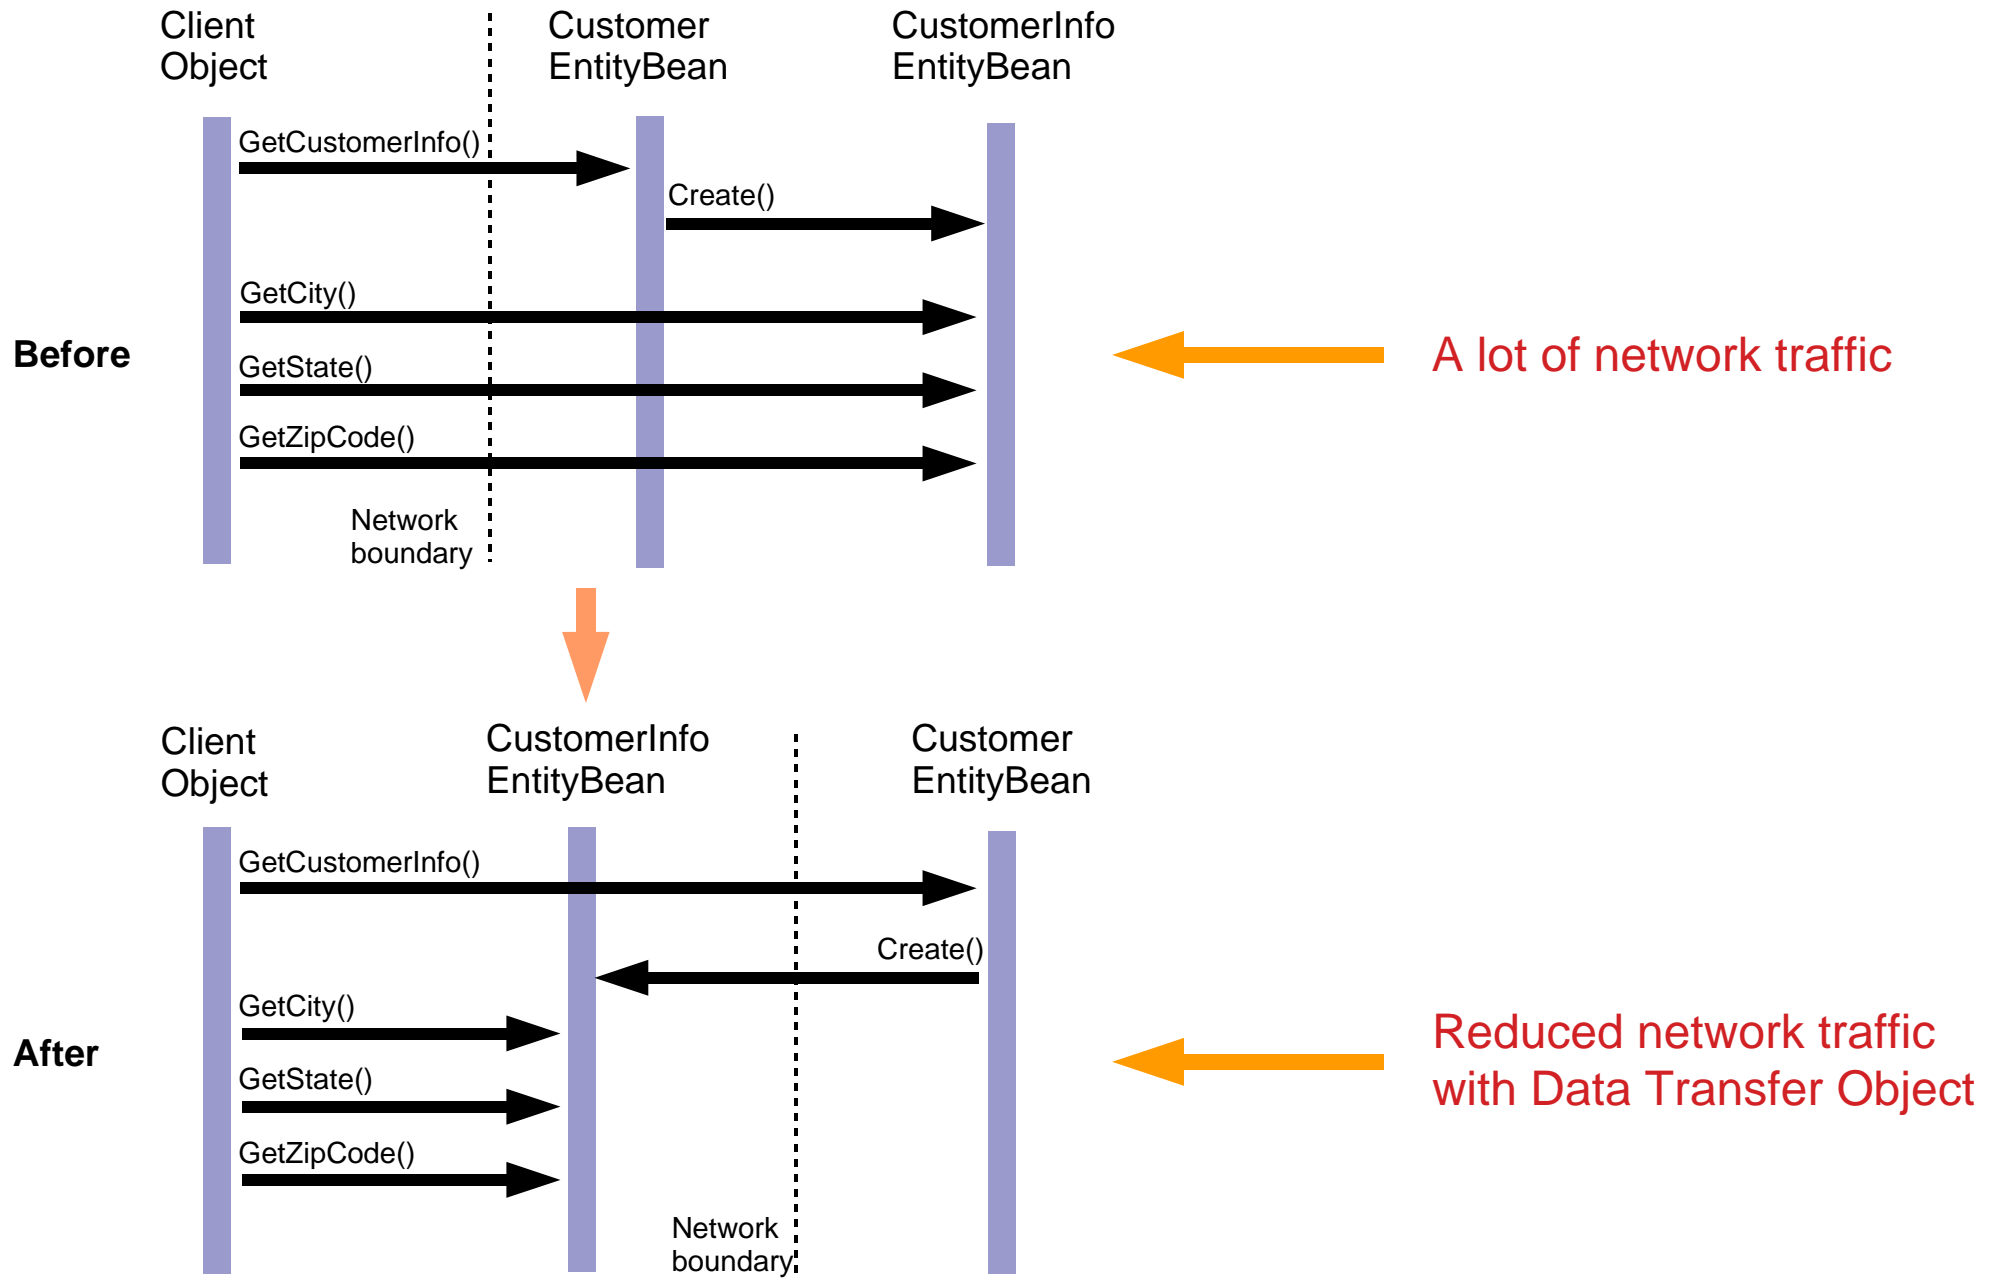 Client
Object
Customer
EntityBean
CustomerInfo
EntityBean
GetCustomerInfo()
Create()
GetCity()
Before
A lot of network traffic
GetState()
GetZipCode()
Network
boundary
Client
Object
CustomerInfo
EntityBean
Customer
EntityBean
GetCustomerInfo()
Create()
GetCity()
After
Reduced network traffic
with Data Transfer Object
GetState()
GetZipCode()
Network
boundary